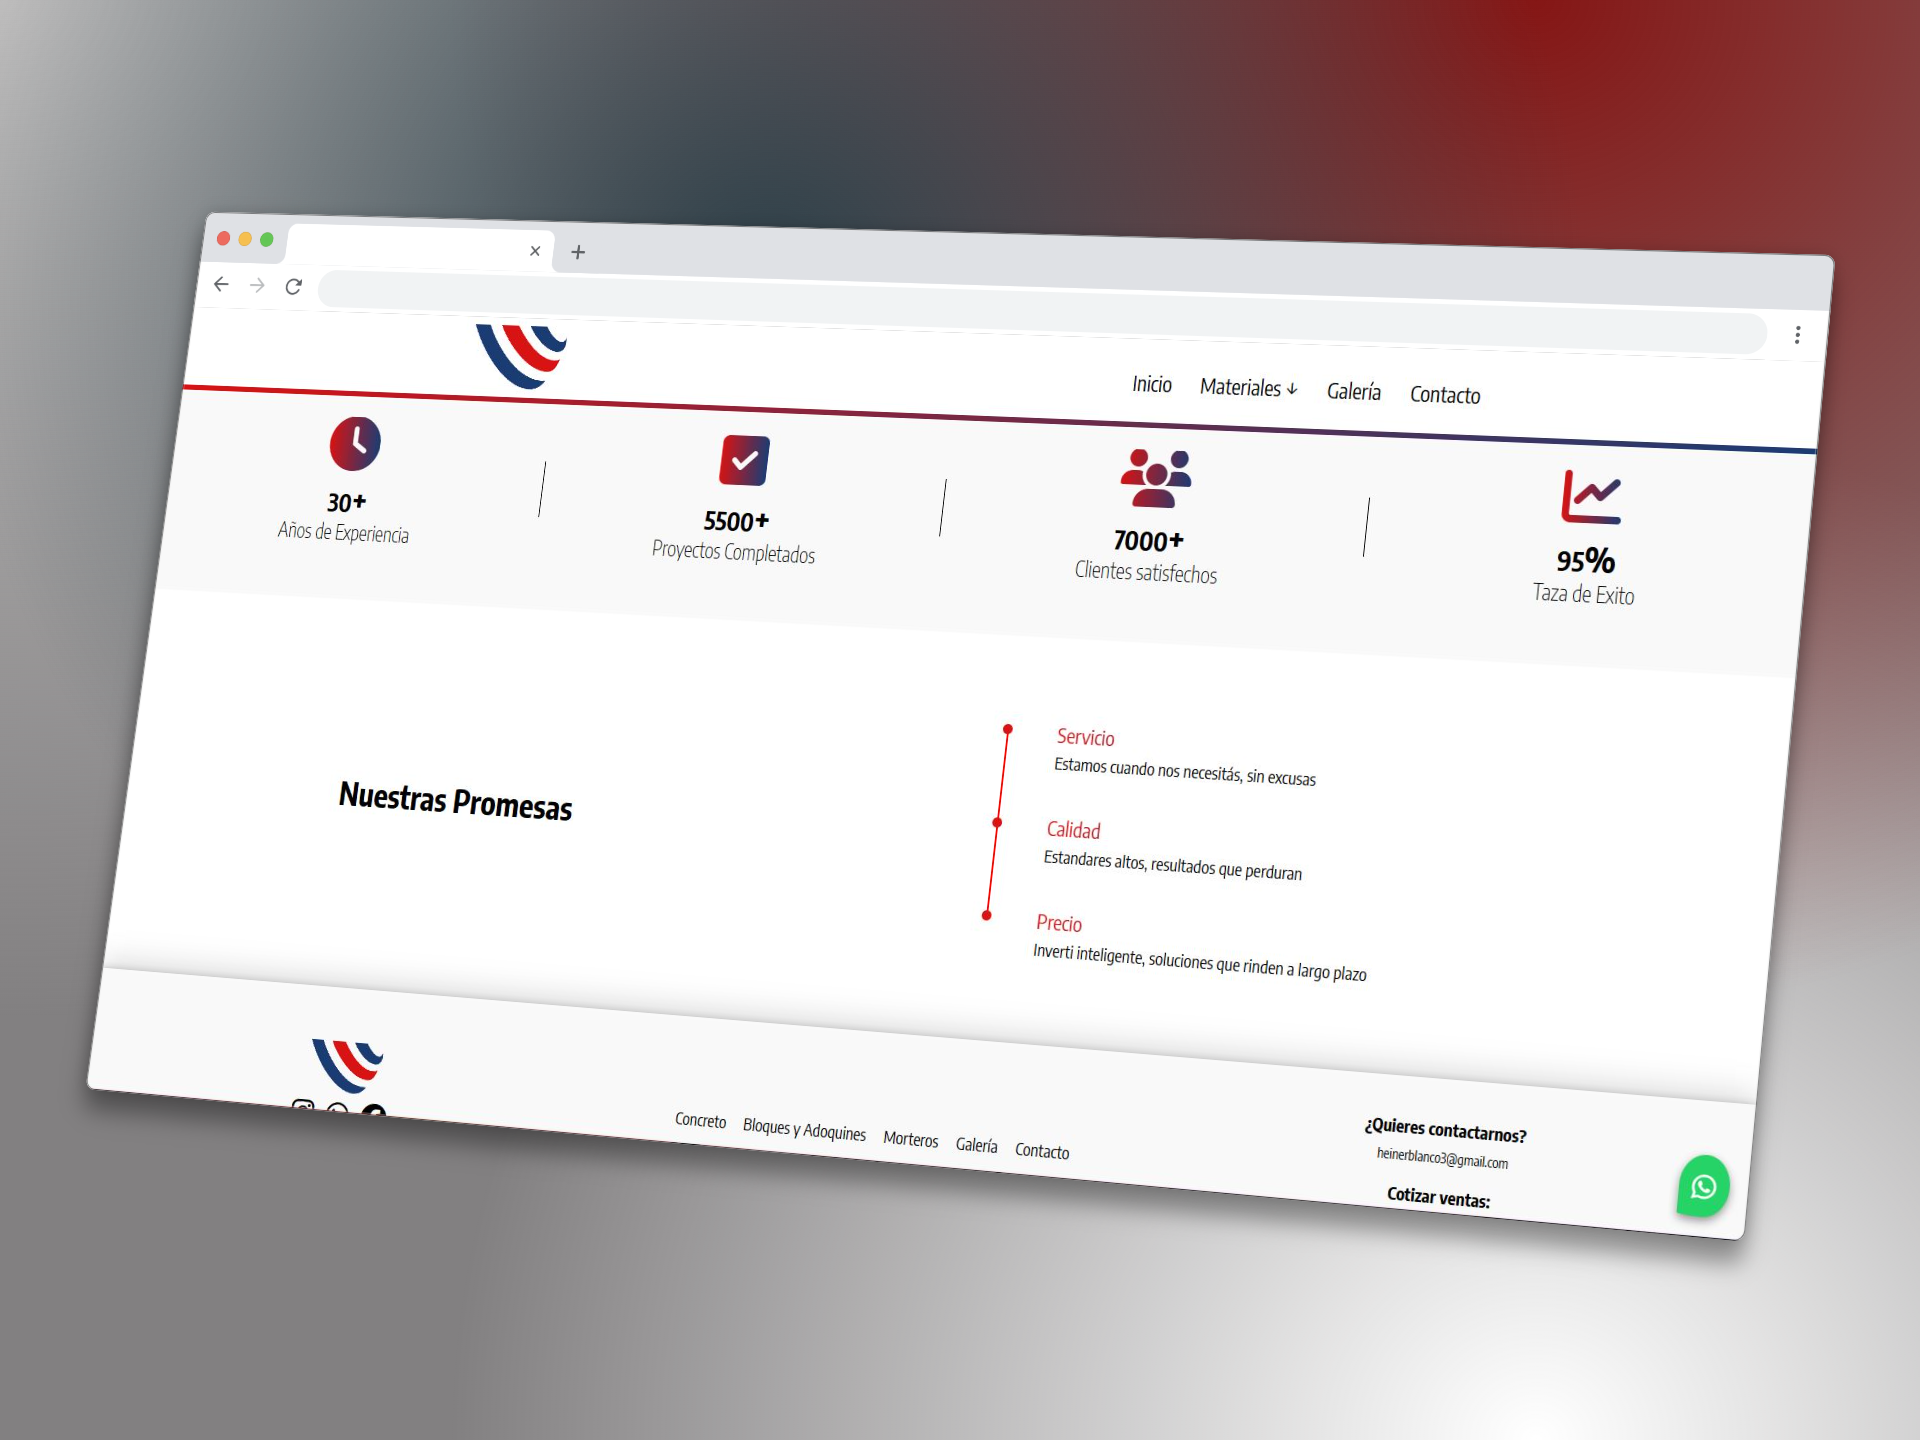 Inicio Materiales ↓ Galería Contacto
30+
Años de Experiencia
5500+
Proyectos Completados
7000+
Clientes satisfechos
95%
Taza de Exito
Nuestras Promesas
Servicio
Estamos cuando nos necesitás, sin excusas
Calidad
Estandares altos, resultados que perduran
Precio
Inverti inteligente, soluciones que rinden a largo plazo
Concreto Bloques y Adoquines Morteros Galería Contacto
¿Quieres contactarnos?
heinerblanco3@gmail.com
Cotizar ventas: